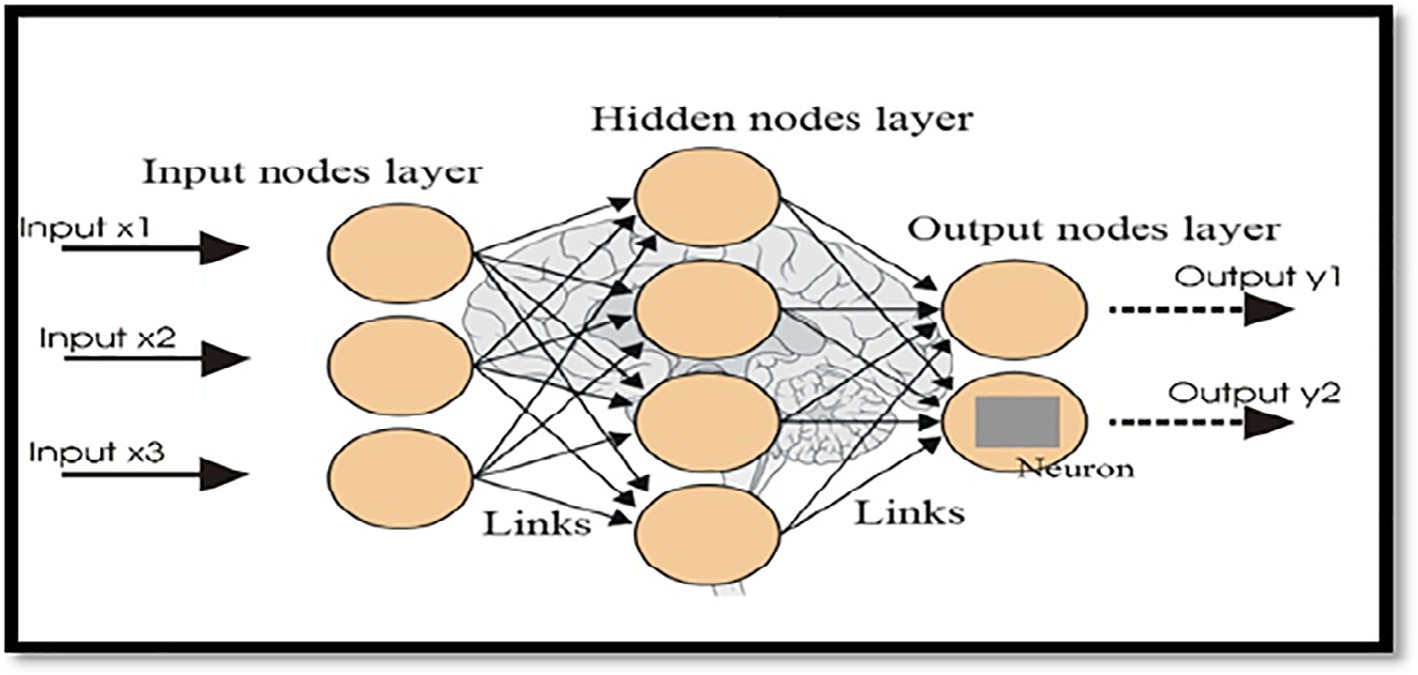 Hidden nodes layer
Input nodes layer
Input x1
Output nodes layer
Output y1
Input x2
Output y2
Input x3
Neuron
Links
Links